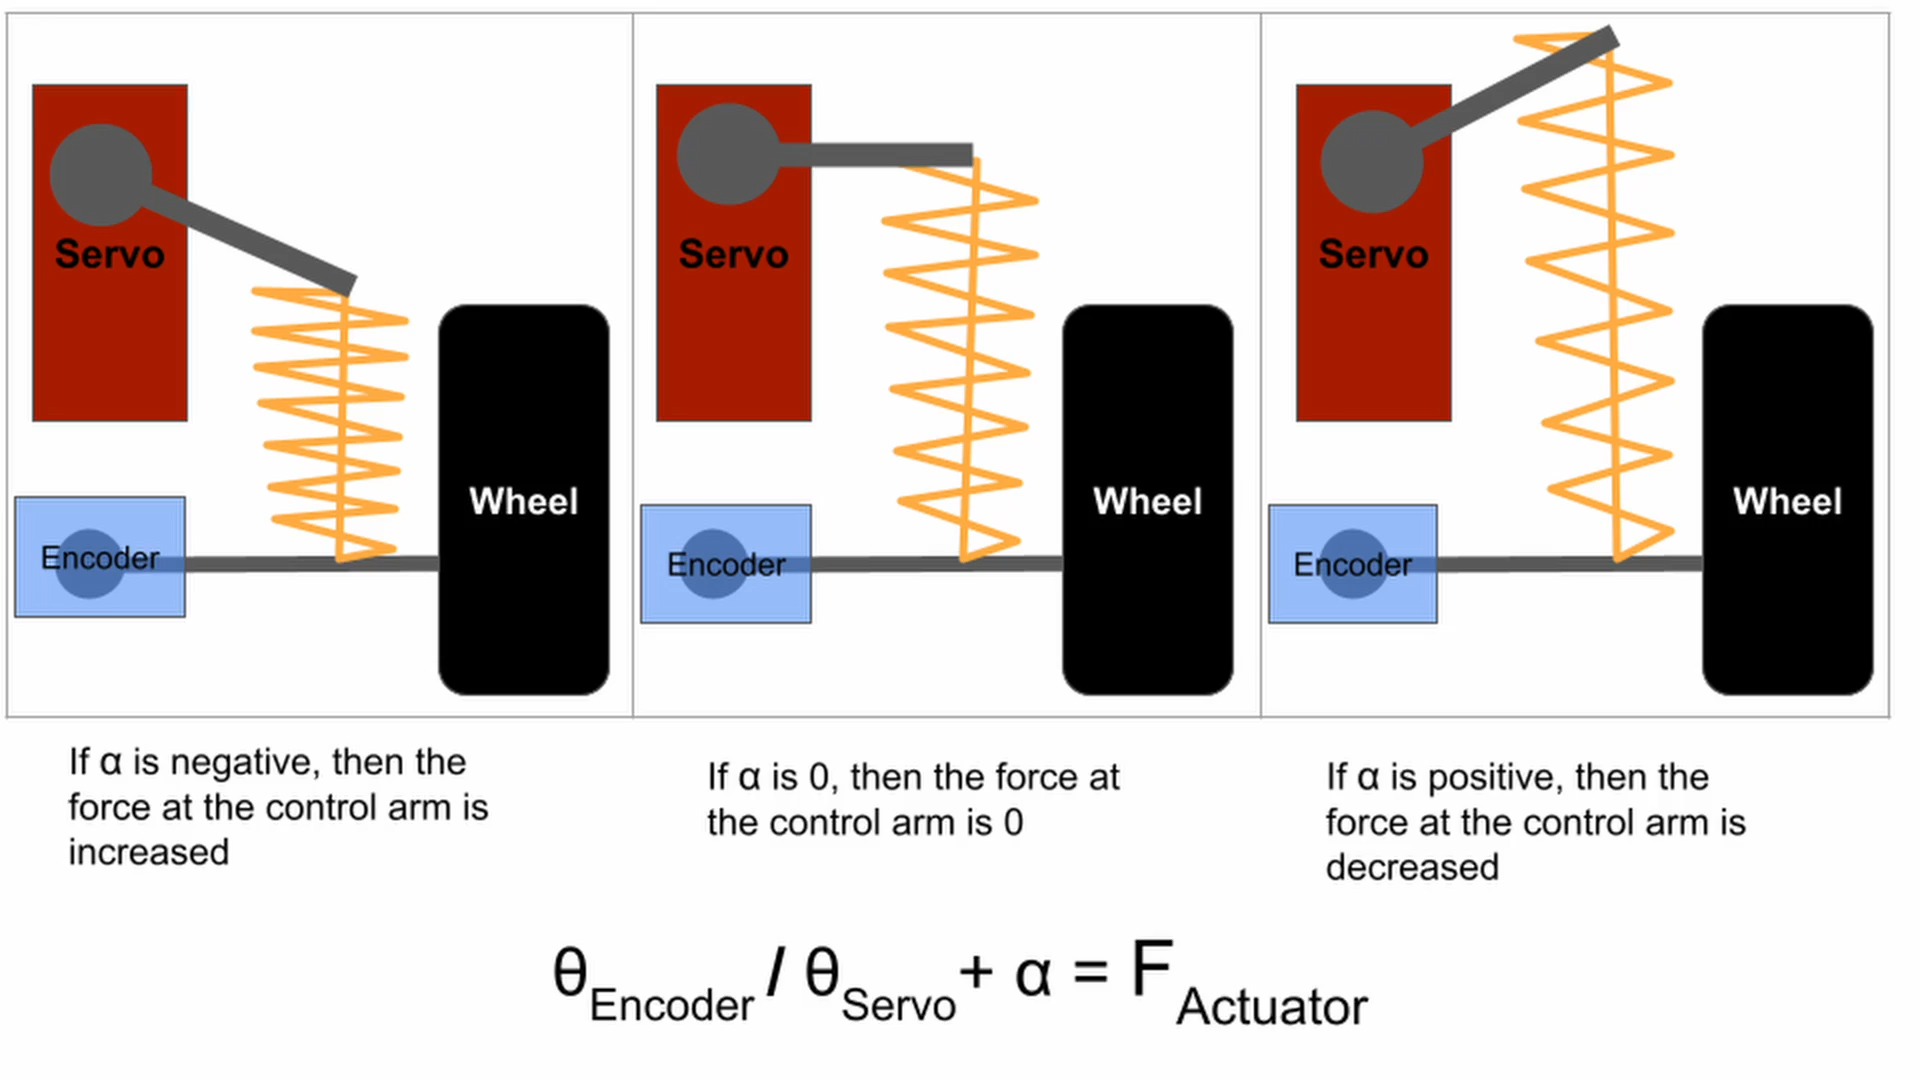 Servo
Encoder
Wheel
Servo
Encoder
Wheel
Servo
Encoder
Wheel
If α is negative, then the
force at the control arm is
increased
If α is 0, then the force at
the control arm is 0
If α is positive, then the
force at the control arm is
decreased
θEncoder / θServo + α = FActuator